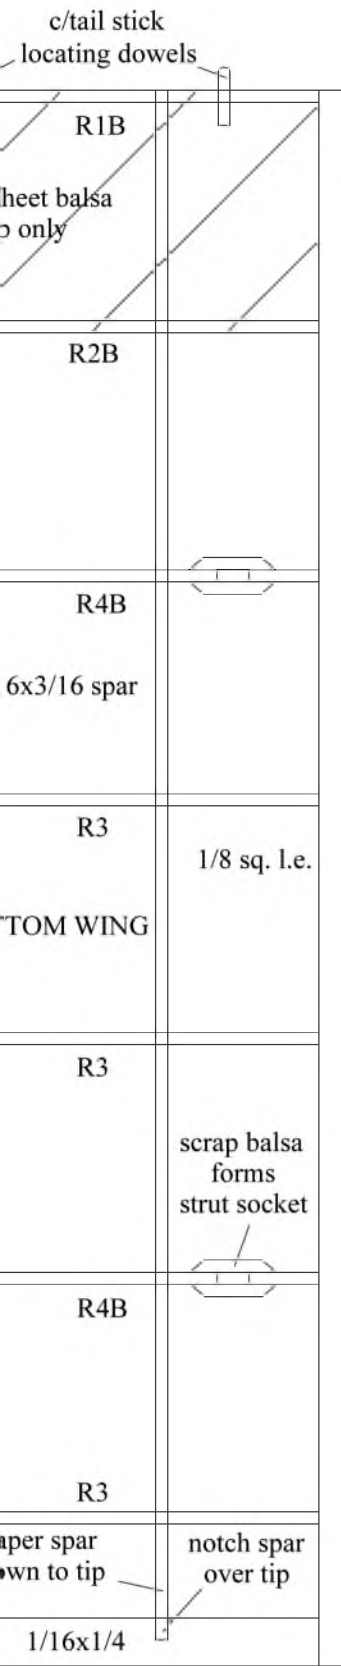 c/tail stick
locating dowels
R1B
heet balsa
only
R2B
R4B
6x3/16 spar
R3
1/8 sq. l.e.
TOM WING
R3
scrap balsa
forms
strut socket
R4B
R3
aper spar
wn to tip
notch spar
over tip
1/16x1/4